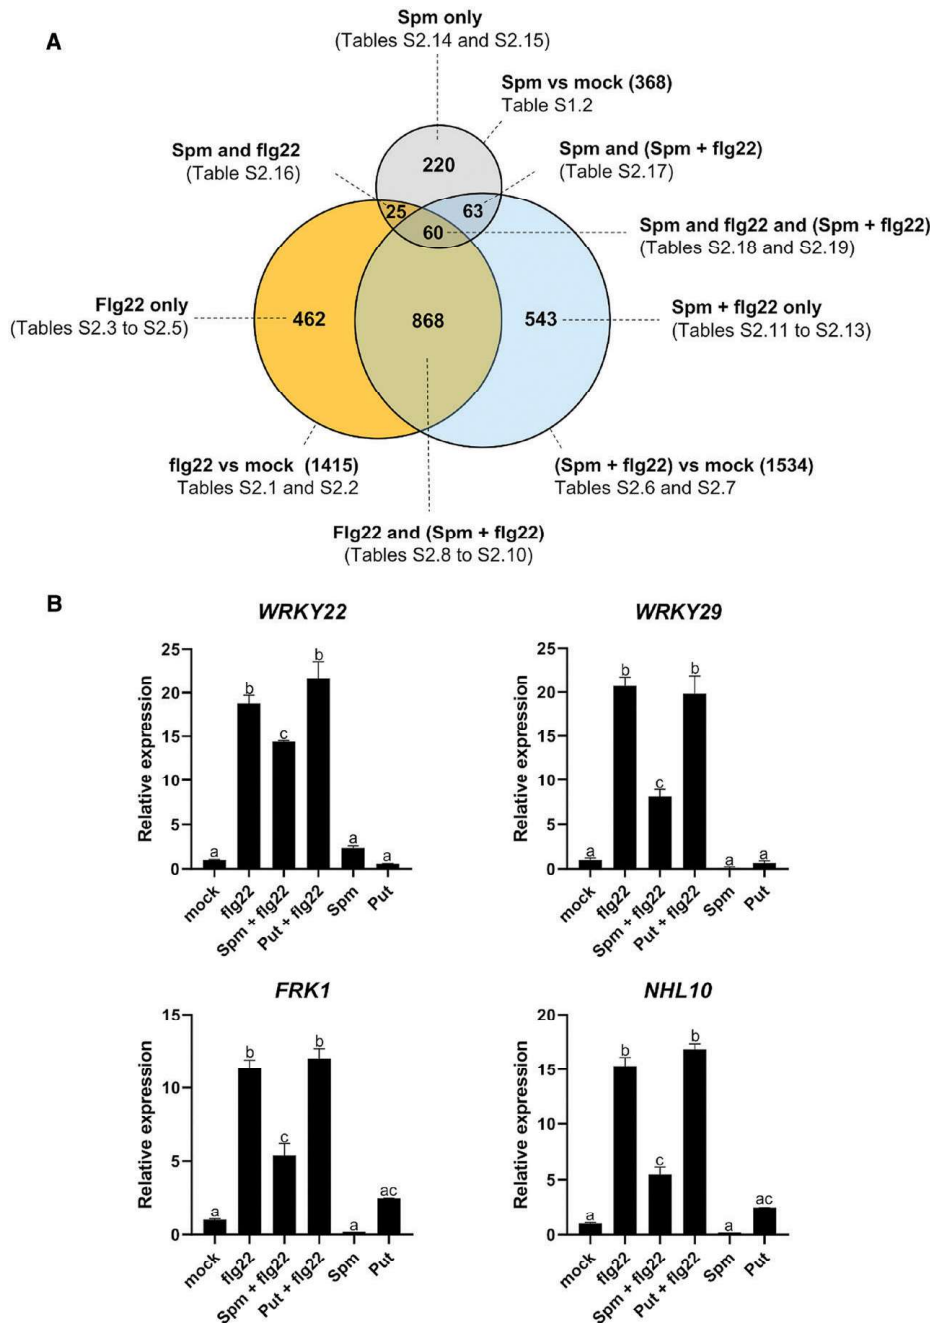 A
Spm only
(Tables S2.14 and S2.15)
Spm vs mock (368)
Table S1.2
Spm and flg22
(Table S2.16)
Spm and (Spm + flg22)
(Table S2.17)
220
25
63
60
Spm and flg22 and (Spm + flg22)
(Tables S2.18 and S2.19)
Flg22 only
(Tables S2.3 to S2.5)
462
868
543
Spm + flg22 only
(Tables S2.11 to S2.13)
flg22 vs mock (1415)
Tables S2.1 and S2.2
(Spm + flg22) vs mock (1534)
Tables S2.6 and S2.7
Flg22 and (Spm + flg22)
(Tables S2.8 to S2.10)
B
WRKY22
Relative expression
25
20
15
10
5
0
a
b
c
b
a
a
mock
flg22
Spm + flg22
Put + flg22
Spm
Put
WRKY29
Relative expression
25
20
15
10
5
0
a
b
c
b
a
a
mock
flg22
Spm + flg22
Put + flg22
Spm
Put
FRK1
Relative expression
15
10
5
0
a
b
c
b
a
ac
mock
flg22
Spm + flg22
Put + flg22
Spm
Put
NHL10
Relative expression
20
15
10
5
0
a
b
c
b
a
ac
mock
flg22
Spm + flg22
Put + flg22
Spm
Put